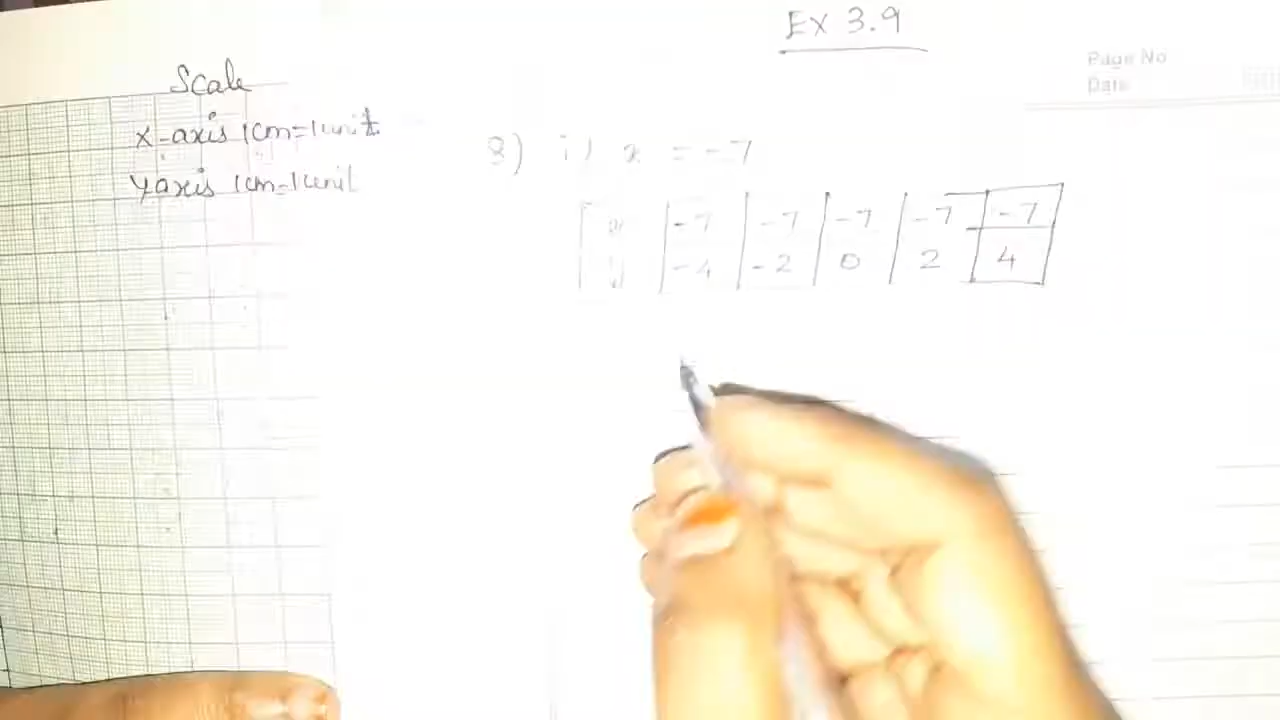 Ex 3.9
Page No
Date
Scale
x-axis 1cm=1unit
yaxis 1cm=1unit
8) i) x = -7
x -7 -7 -7 -7 -7
y -4 -2 0 2 4